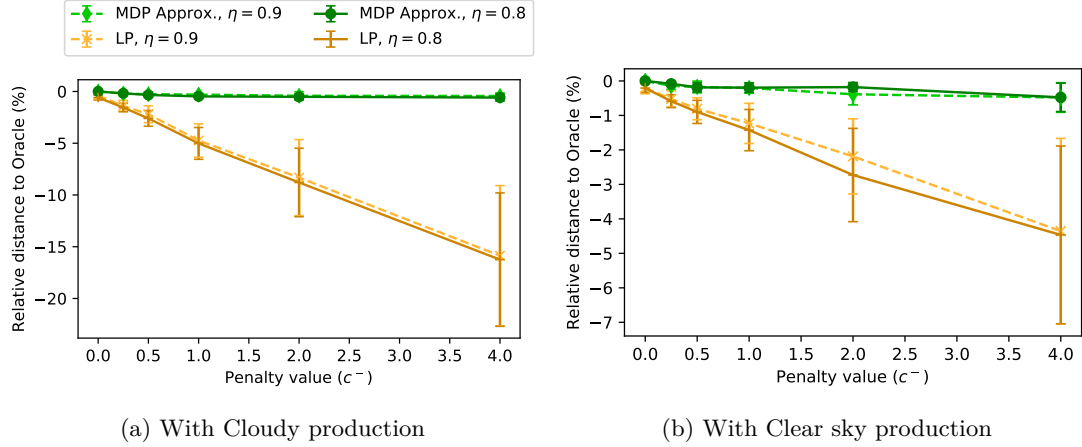 MDP Approx., η = 0.9
MDP Approx., η = 0.8
LP, η = 0.9
LP, η = 0.8
Relative distance to Oracle (%)
0
−5
−10
−15
−20
0.0 0.5 1.0 1.5 2.0 2.5 3.0 3.5 4.0
Penalty value (c⁻)
(a) With Cloudy production
Relative distance to Oracle (%)
0
−1
−2
−3
−4
−5
−6
−7
0.0 0.5 1.0 1.5 2.0 2.5 3.0 3.5 4.0
Penalty value (c⁻)
(b) With Clear sky production